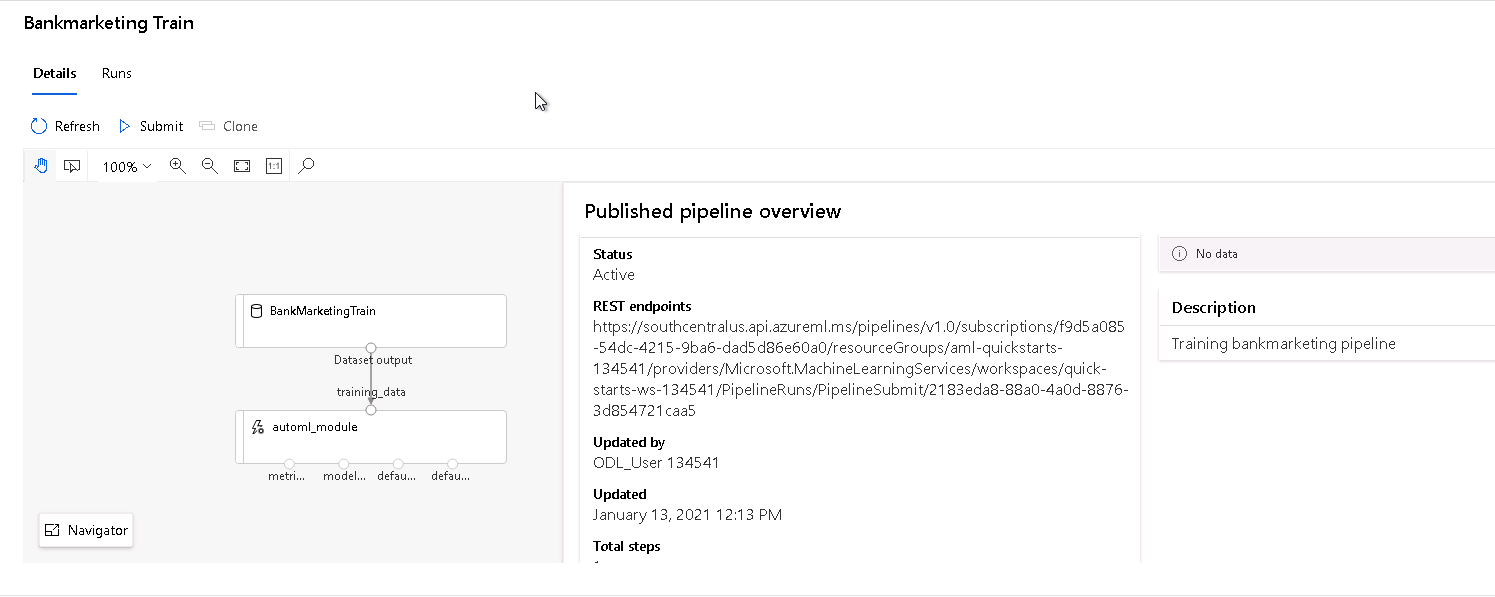 Bankmarketing Train
Details Runs
Refresh Submit Clone
100%
1:1
Published pipeline overview
BankMarketingTrain
Dataset output
training_data
automl_module
metri... model... defau... defau...
Navigator
Status
Active
REST endpoints
https://southcentralus.api.azureml.ms/pipelines/v1.0/subscriptions/f9d5a085
-54dc-4215-9ba6-dad5d86e60a0/resourceGroups/aml-quickstarts-
134541/providers/Microsoft.MachineLearningServices/workspaces/quick-
starts-ws-134541/PipelineRuns/PipelineSubmit/2183eda8-88a0-4a0d-8876-
3d854721caa5
Updated by
ODL_User 134541
Updated
January 13, 2021 12:13 PM
Total steps
No data
Description
Training bankmarketing pipeline